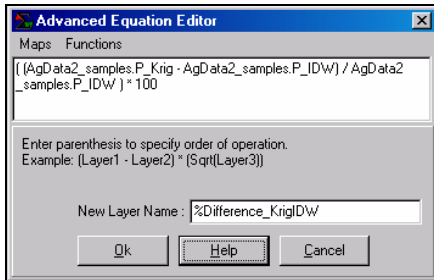 Advanced Equation Editor
Maps Functions
( (AgData2_samples.P_Krig - AgData2_samples.P_IDW) / AgData2
_samples.P_IDW ) * 100
Enter parenthesis to specify order of operation.
Example: (Layer1 - Layer2) * (Sqrt(Layer3))
New Layer Name : %Difference_KrigIDW
Ok Help Cancel